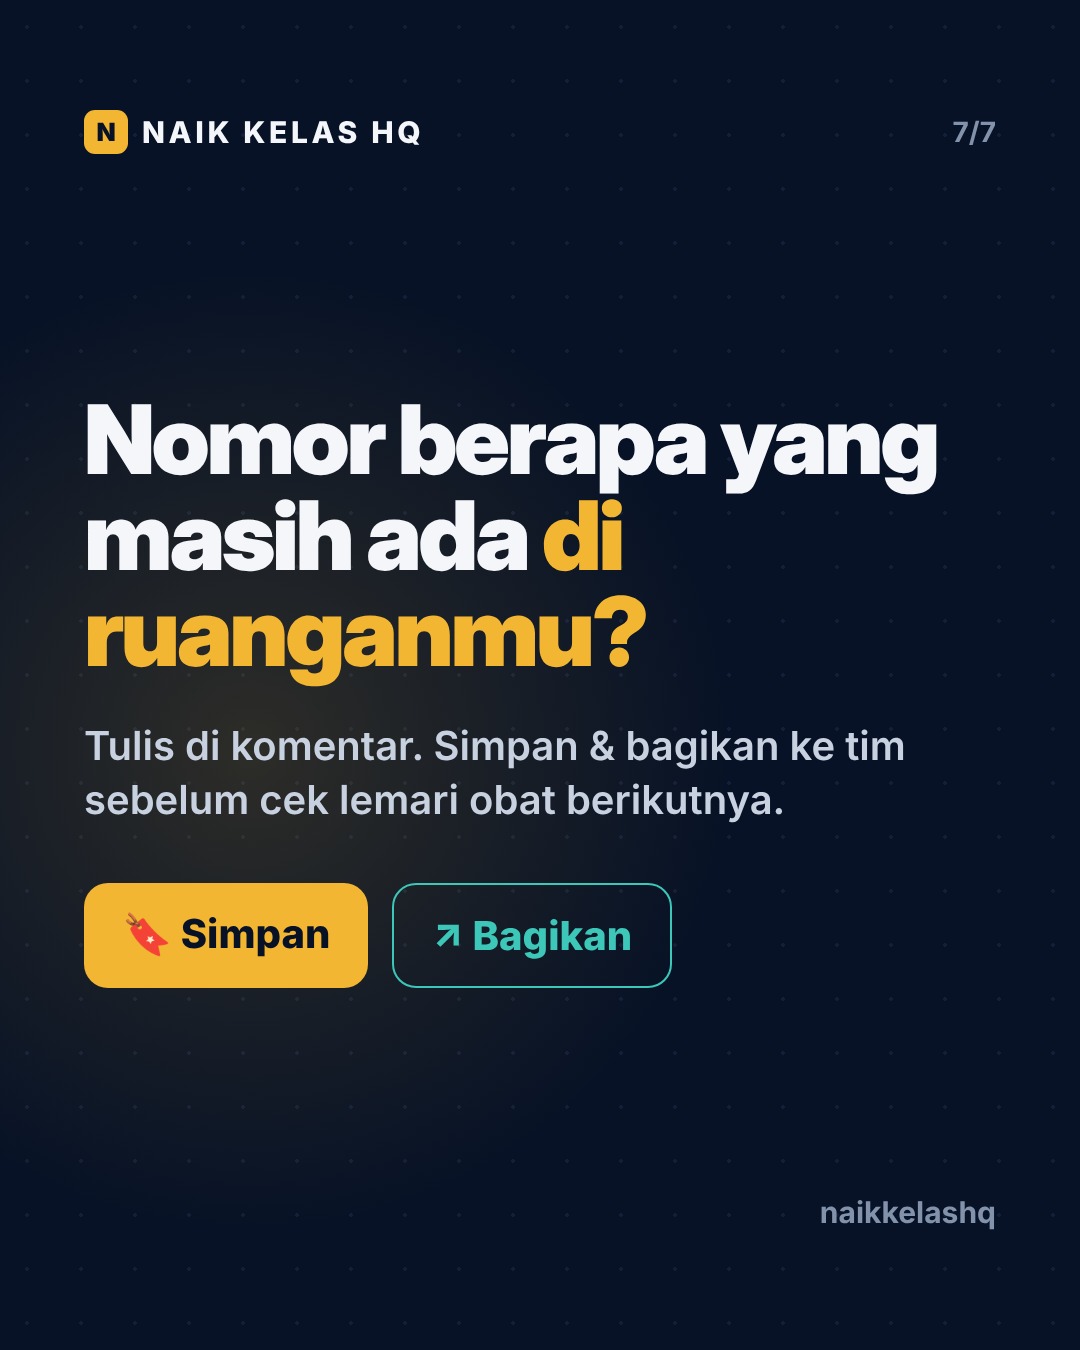 N NAIK KELAS HQ
7/7
Nomor berapa yang
masih ada di
ruanganmu?
Tulis di komentar. Simpan & bagikan ke tim
sebelum cek lemari obat berikutnya.
🔖 Simpan
↗ Bagikan
naikkelashq